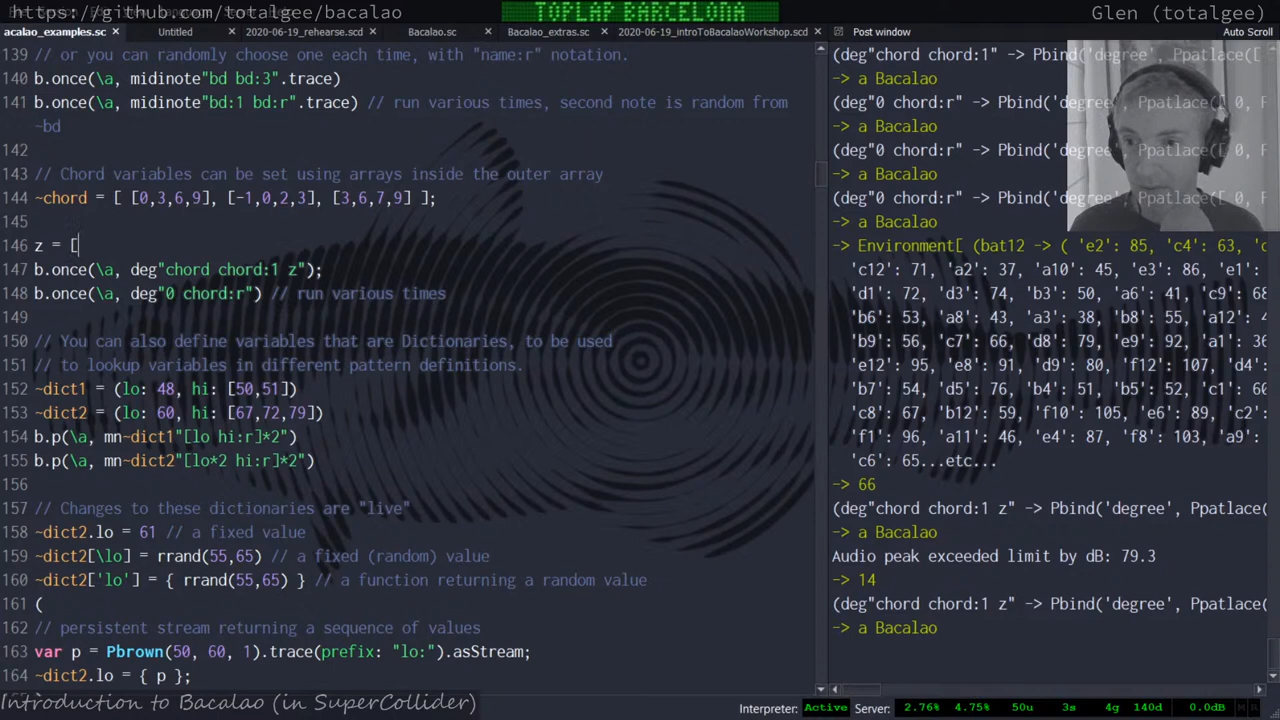 https://github.com/totalgee/bacalao
TOPLAP BARCELONA
Glen (totalgee)
acalao_examples.sc
Untitled
2020-06-19_rehearse.scd
Bacalao.sc
Bacalao_extras.sc
2020-06-19_introToBacalaoWorkshop.scd
139 // or you can randomly choose one each time, with "name:r" notation.
140 b.once(\a, midinote"bd bd:3".trace)
141 b.once(\a, midinote"bd:1 bd:r".trace) // run various times, second note is random from
~bd
142
143 // Chord variables can be set using arrays inside the outer array
144 ~chord = [ [0,3,6,9], [-1,0,2,3], [3,6,7,9] ];
145
146 z = [
147 b.once(\a, deg"chord chord:1 z");
148 b.once(\a, deg"0 chord:r") // run various times
149
150 // You can also define variables that are Dictionaries, to be used
151 // to lookup variables in different pattern definitions.
152 ~dict1 = (lo: 48, hi: [50,51])
153 ~dict2 = (lo: 60, hi: [67,72,79])
154 b.p(\a, mn~dict1"[lo hi:r]*2")
155 b.p(\a, mn~dict2"[lo*2 hi:r]*2")
156
157 // Changes to these dictionaries are "live"
158 ~dict2.lo = 61 // a fixed value
159 ~dict2[\lo] = rrand(55,65) // a fixed (random) value
160 ~dict2['lo'] = { rrand(55,65) } // a function returning a random value
161 (
162 // persistent stream returning a sequence of values
163 var p = Pbrown(50, 60, 1).trace(prefix: "lo:").asStream;
164 ~dict2.lo = { p };
Post window
Auto Scroll
(deg"chord chord:1" -> Pbind('degree', Ppatlace([
-> a Bacalao
(deg"0 chord:r" -> Pbind('degree', Ppatlace([ 0,
-> a Bacalao
(deg"0 chord:r" -> Pbind('degree', Ppatlace([ 0,
-> a Bacalao
(deg"0 chord:r" -> Pbind('degree', Ppatlace([ 0, F
-> a Bacalao
-> Environment[ (bat12 -> ( 'e2': 85, 'c4': 63, 'c
'c12': 71, 'a2': 37, 'a10': 45, 'e3': 86, 'e1':
'd1': 72, 'd3': 74, 'b3': 50, 'a6': 41, 'c9': 68
'b6': 53, 'a8': 43, 'a3': 38, 'b8': 55, 'a12':
'b9': 56, 'c7': 66, 'd8': 79, 'e9': 92, 'a1': 36
'e12': 95, 'e8': 91, 'd9': 80, 'f12': 107, 'd4':
'b7': 54, 'd5': 76, 'b4': 51, 'b5': 52, 'c1': 60
'c8': 67, 'b12': 59, 'f10': 105, 'e6': 89, 'c2':
'f1': 96, 'a11': 46, 'e4': 87, 'f8': 103, 'a9':
'c6': 65...etc...
-> 66
(deg"chord chord:1 z" -> Pbind('degree', Ppatlace(
-> a Bacalao
Audio peak exceeded limit by dB: 79.3
-> 14
(deg"chord chord:1 z" -> Pbind('degree', Ppatlace(
-> a Bacalao
Introduction to Bacalao (in SuperCollider)
Interpreter: Active Server: 2.76% 4.75% 50u 3s 4g 140d 0.0dB M R